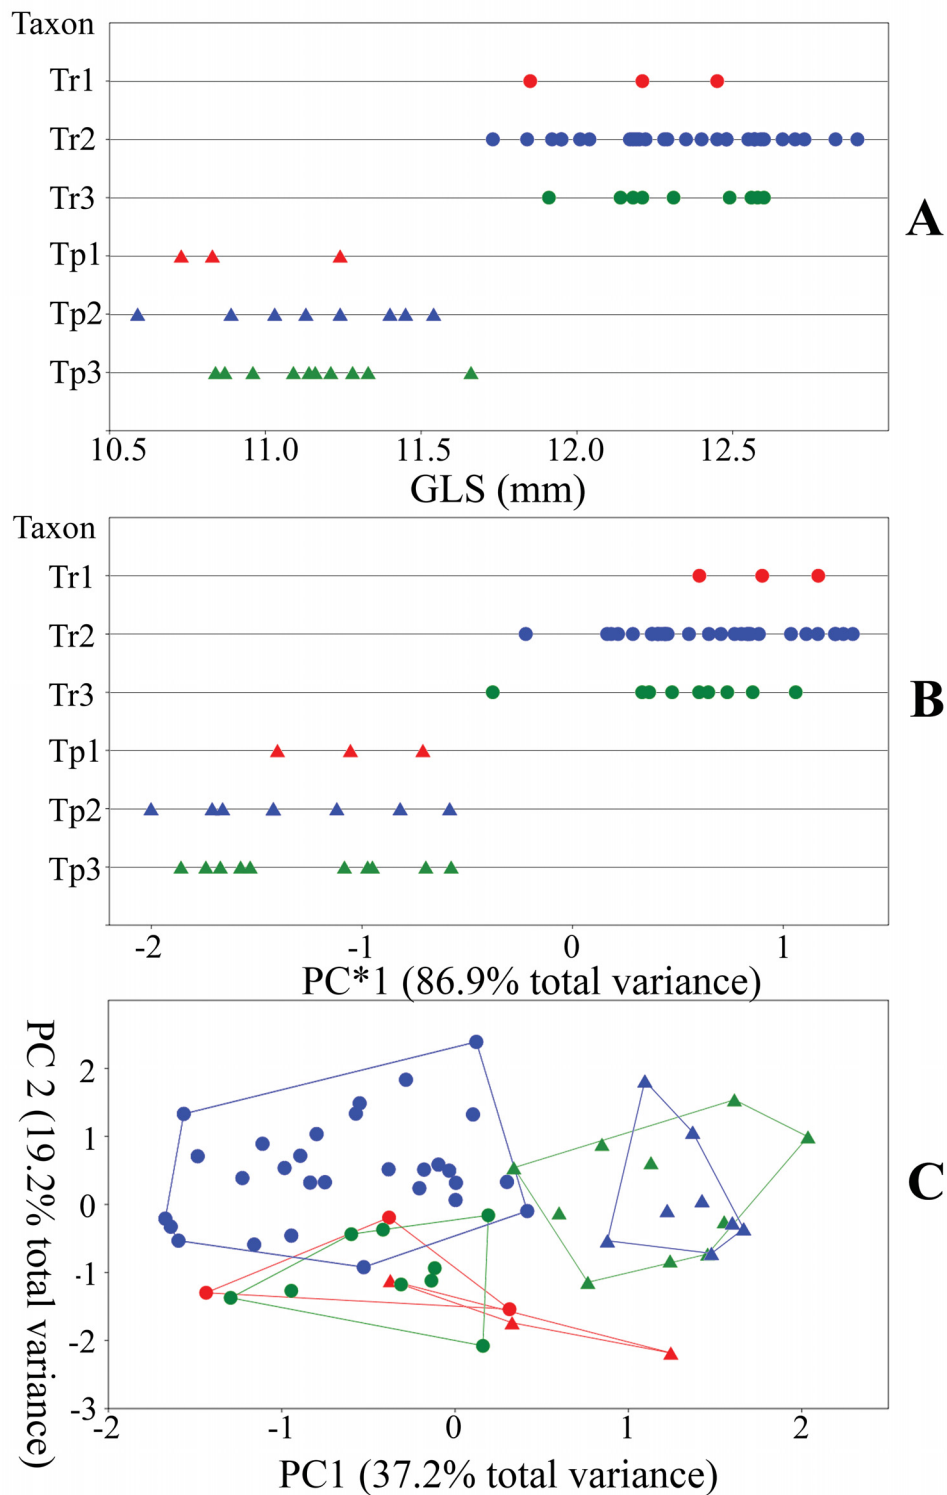 Taxon
Tr1
Tr2
Tr3
Tp1
Tp2
Tp3
A
10.5 11.0 11.5 12.0 12.5
GLS (mm)
Taxon
Tr1
Tr2
Tr3
Tp1
Tp2
Tp3
B
-2 -1 0 1
PC*1 (86.9% total variance)
PC 2 (19.2% total variance)
2
1
0
-1
-2
-3
C
-2 -1 0 1 2
PC1 (37.2% total variance)